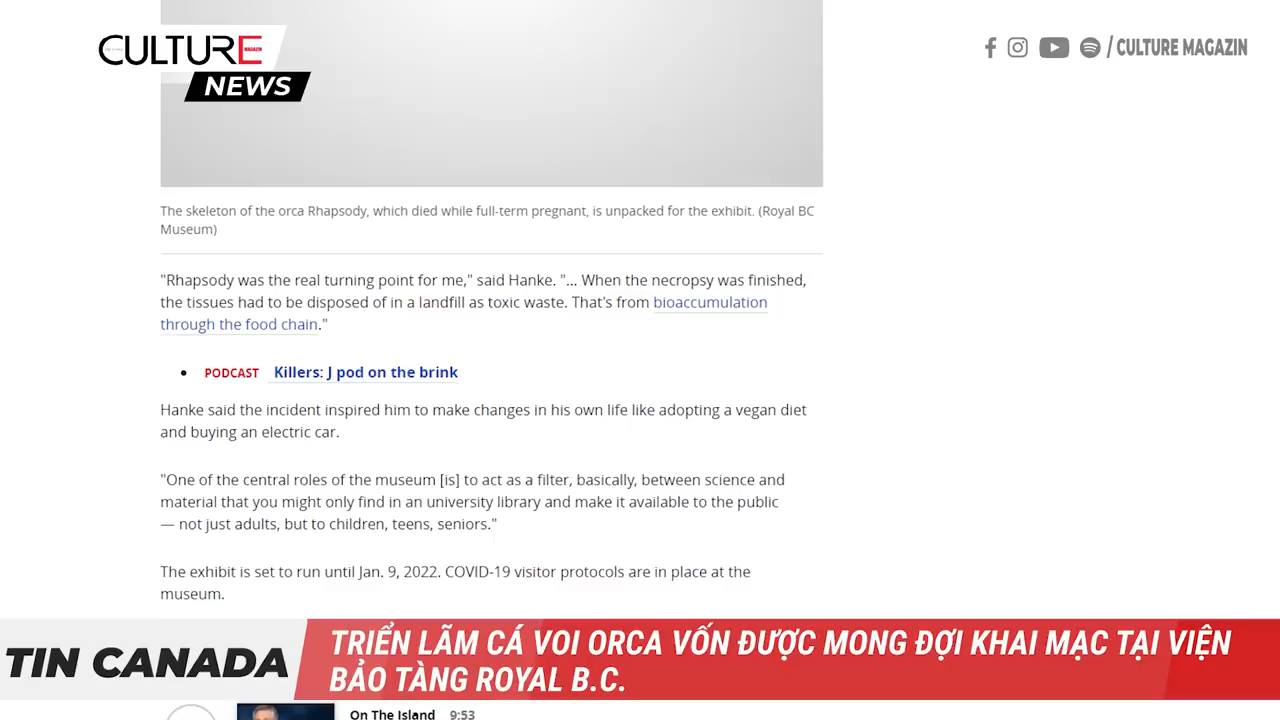 CULTURE
MAGAZIN
NEWS
/ CULTURE MAGAZIN
The skeleton of the orca Rhapsody, which died while full-term pregnant, is unpacked for the exhibit. (Royal BC
Museum)
"Rhapsody was the real turning point for me," said Hanke. "... When the necropsy was finished,
the tissues had to be disposed of in a landfill as toxic waste. That's from bioaccumulation
through the food chain."
• PODCAST Killers: J pod on the brink
Hanke said the incident inspired him to make changes in his own life like adopting a vegan diet
and buying an electric car.
"One of the central roles of the museum [is] to act as a filter, basically, between science and
material that you might only find in an university library and make it available to the public
— not just adults, but to children, teens, seniors."
The exhibit is set to run until Jan. 9, 2022. COVID-19 visitor protocols are in place at the
museum.
TIN CANADA
TRIỂN LÃM CÁ VOI ORCA VỐN ĐƯỢC MONG ĐỢI KHAI MẠC TẠI VIỆN
BẢO TÀNG ROYAL B.C.
On The Island 9:53